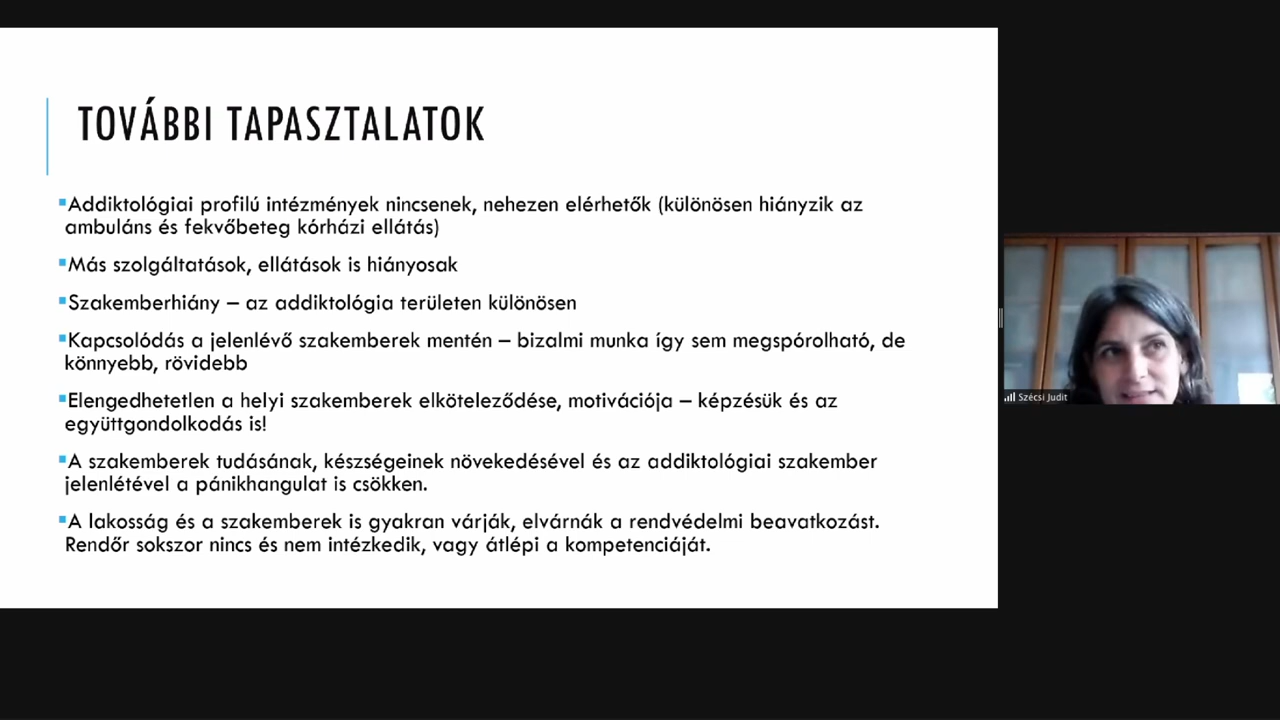 TOVÁBBI TAPASZTALATOK
▪Addiktológiai profilú intézmények nincsenek, nehezen elérhetők (különösen hiányzik az
ambuláns és fekvőbeteg kórházi ellátás)
▪Más szolgáltatások, ellátások is hiányosak
▪Szakemberhiány – az addiktológia területen különösen
▪Kapcsolódás a jelenlévő szakemberek mentén – bizalmi munka így sem megspórolható, de
könnyebb, rövidebb
▪Elengedhetetlen a helyi szakemberek elköteleződése, motivációja – képzésük és az
együttgondolkodás is!
▪A szakemberek tudásának, készségeinek növekedésével és az addiktológiai szakember
jelenlétével a pánikhangulat is csökken.
▪A lakosság és a szakemberek is gyakran várják, elvárnák a rendvédelmi beavatkozást.
Rendőr sokszor nincs és nem intézkedik, vagy átlépi a kompetenciáját.
Szécsi Judit